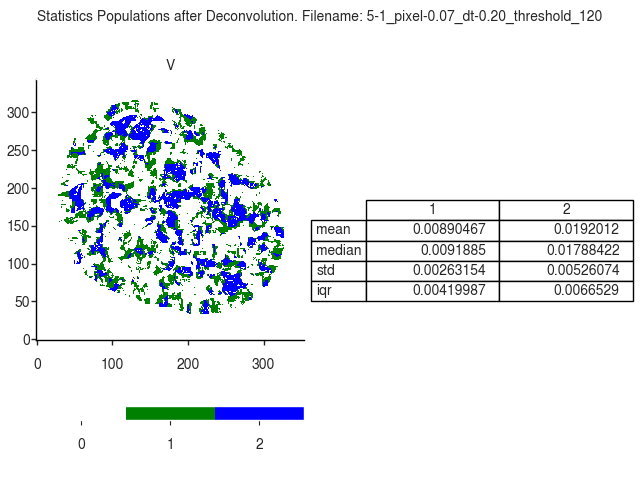 Statistics Populations after Deconvolution. Filename: 5-1_pixel-0.07_dt-0.20_threshold_120
V
300
250
200
150
100
50
0
0 100 200 300
1 2
mean 0.00890467 0.0192012
median 0.0091885 0.01788422
std 0.00263154 0.00526074
iqr 0.00419987 0.0066529
0 1 2